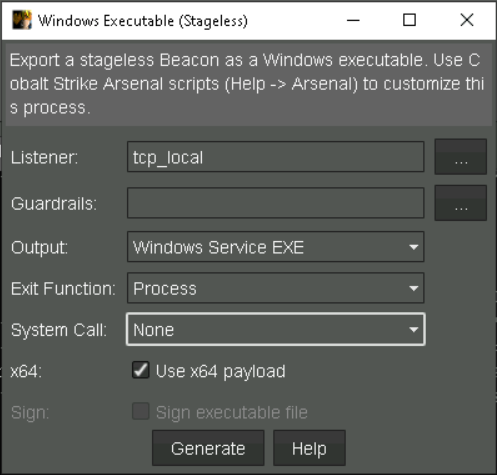 Windows Executable (Stageless)
Export a stageless Beacon as a Windows executable. Use C
obalt Strike Arsenal scripts (Help -> Arsenal) to customize thi
s process.
Listener: tcp_local ...
Guardrails: ...
Output: Windows Service EXE
Exit Function: Process
System Call: None
x64: Use x64 payload
Sign: Sign executable file
Generate Help